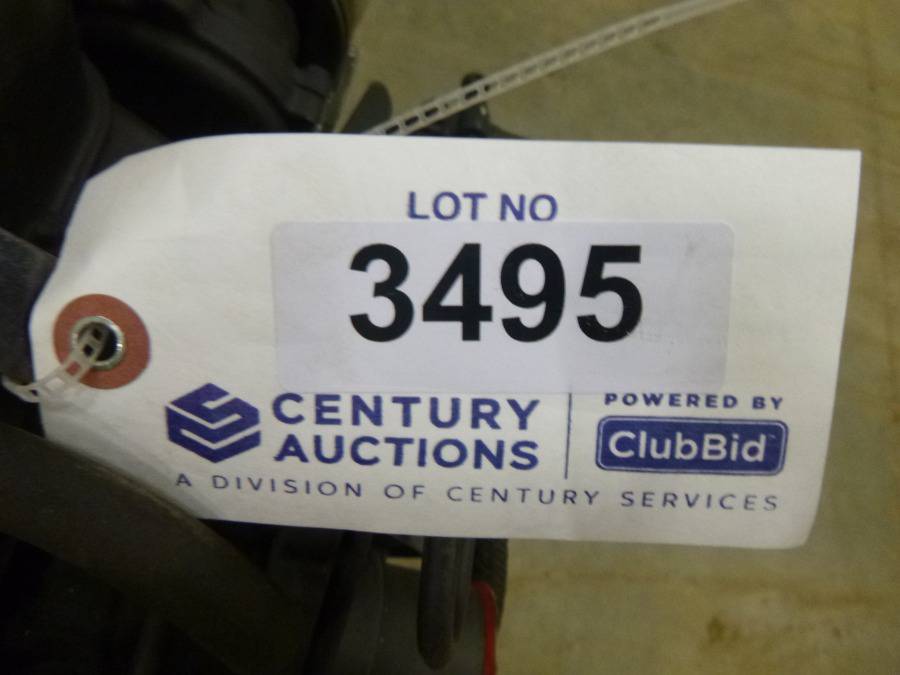 LOT NO
3495
CENTURY
AUCTIONS
POWERED BY
ClubBid
A DIVISION OF CENTURY SERVICES